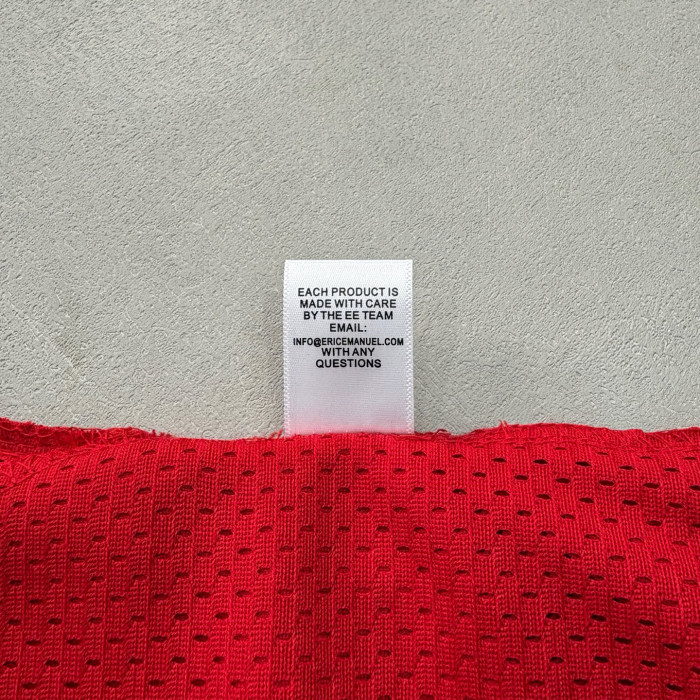 EACH PRODUCT IS
MADE WITH CARE
BY THE EE TEAM
EMAIL:
INFO@ERICEMANUEL.COM
WITH ANY
QUESTIONS